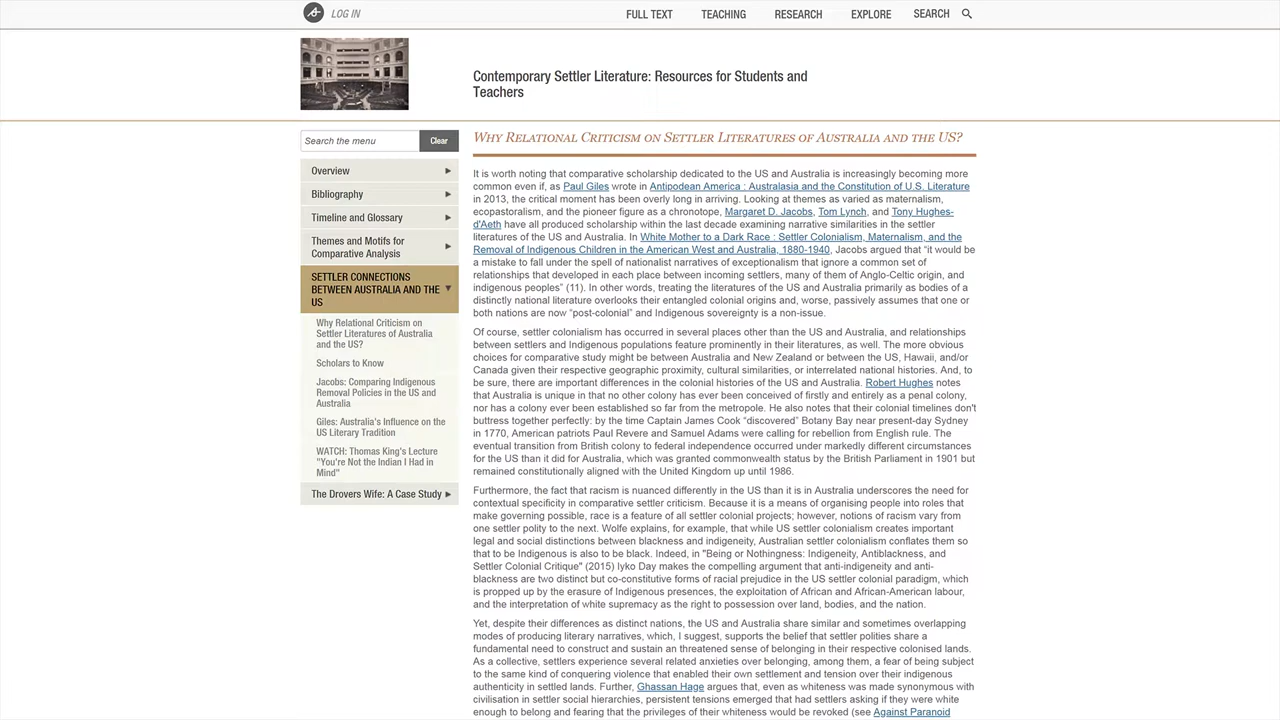 LOG IN
FULL TEXT TEACHING RESEARCH EXPLORE SEARCH
Contemporary Settler Literature: Resources for Students and
Teachers
Search the menu Clear
Overview
Bibliography
Timeline and Glossary
Themes and Motifs for
Comparative Analysis
SETTLER CONNECTIONS
BETWEEN AUSTRALIA AND THE
US
Why Relational Criticism on
Settler Literatures of Australia
and the US?
Scholars to Know
Jacobs: Comparing Indigenous
Removal Policies in the US and
Australia
Giles: Australia's Influence on the
US Literary Tradition
WATCH: Thomas King's Lecture
"You're Not the Indian I Had in
Mind"
The Drovers Wife: A Case Study
Why Relational Criticism on Settler Literatures of Australia and the US?
It is worth noting that comparative scholarship dedicated to the US and Australia is increasingly becoming more
common even if, as Paul Giles wrote in Antipodean America : Australasia and the Constitution of U.S. Literature
in 2013, the critical moment has been overly long in arriving. Looking at themes as varied as maternalism,
ecopastoralism, and the pioneer figure as a chronotope, Margaret D. Jacobs, Tom Lynch, and Tony Hughes-
d'Aeth have all produced scholarship within the last decade examining narrative similarities in the settler
literatures of the US and Australia. In White Mother to a Dark Race : Settler Colonialism, Maternalism, and the
Removal of Indigenous Children in the American West and Australia, 1880-1940, Jacobs argued that “it would be
a mistake to fall under the spell of nationalist narratives of exceptionalism that ignore a common set of
relationships that developed in each place between incoming settlers, many of them of Anglo-Celtic origin, and
indigenous peoples” (11). In other words, treating the literatures of the US and Australia primarily as bodies of a
distinctly national literature overlooks their entangled colonial origins and, worse, passively assumes that one or
both nations are now “post-colonial” and Indigenous sovereignty is a non-issue.
Of course, settler colonialism has occurred in several places other than the US and Australia, and relationships
between settlers and Indigenous populations feature prominently in their literatures, as well. The more obvious
choices for comparative study might be between Australia and New Zealand or between the US, Hawaii, and/or
Canada given their respective geographic proximity, cultural similarities, or interrelated national histories. And, to
be sure, there are important differences in the colonial histories of the US and Australia. Robert Hughes notes
that Australia is unique in that no other colony has ever been conceived of firstly and entirely as a penal colony,
nor has a colony ever been established so far from the metropole. He also notes that their colonial timelines don't
buttress together perfectly: by the time Captain James Cook “discovered” Botany Bay near present-day Sydney
in 1770, American patriots Paul Revere and Samuel Adams were calling for rebellion from English rule. The
eventual transition from British colony to federal independence occurred under markedly different circumstances
for the US than it did for Australia, which was granted commonwealth status by the British Parliament in 1901 but
remained constitutionally aligned with the United Kingdom up until 1986.
Furthermore, the fact that racism is nuanced differently in the US than it is in Australia underscores the need for
contextual specificity in comparative settler criticism. Because it is a means of organising people into roles that
make governing possible, race is a feature of all settler colonial projects; however, notions of racism vary from
one settler polity to the next. Wolfe explains, for example, that while US settler colonialism creates important
legal and social distinctions between blackness and indigeneity, Australian settler colonialism conflates them so
that to be Indigenous is also to be black. Indeed, in "Being or Nothingness: Indigeneity, Antiblackness, and
Settler Colonial Critique" (2015) Iyko Day makes the compelling argument that anti-indigeneity and anti-
blackness are two distinct but co-constitutive forms of racial prejudice in the US settler colonial paradigm, which
is propped up by the erasure of Indigenous presences, the exploitation of African and African-American labour,
and the interpretation of white supremacy as the right to possession over land, bodies, and the nation.
Yet, despite their differences as distinct nations, the US and Australia share similar and sometimes overlapping
modes of producing literary narratives, which, I suggest, supports the belief that settler polities share a
fundamental need to construct and sustain an threatened sense of belonging in their respective colonised lands.
As a collective, settlers experience several related anxieties over belonging, among them, a fear of being subject
to the same kind of conquering violence that enabled their own settlement and tension over their indigenous
authenticity in settled lands. Further, Ghassan Hage argues that, even as whiteness was made synonymous with
civilisation in settler social hierarchies, persistent tensions emerged that had settlers asking if they were white
enough to belong and fearing that the privileges of their whiteness would be revoked (see Against Paranoid